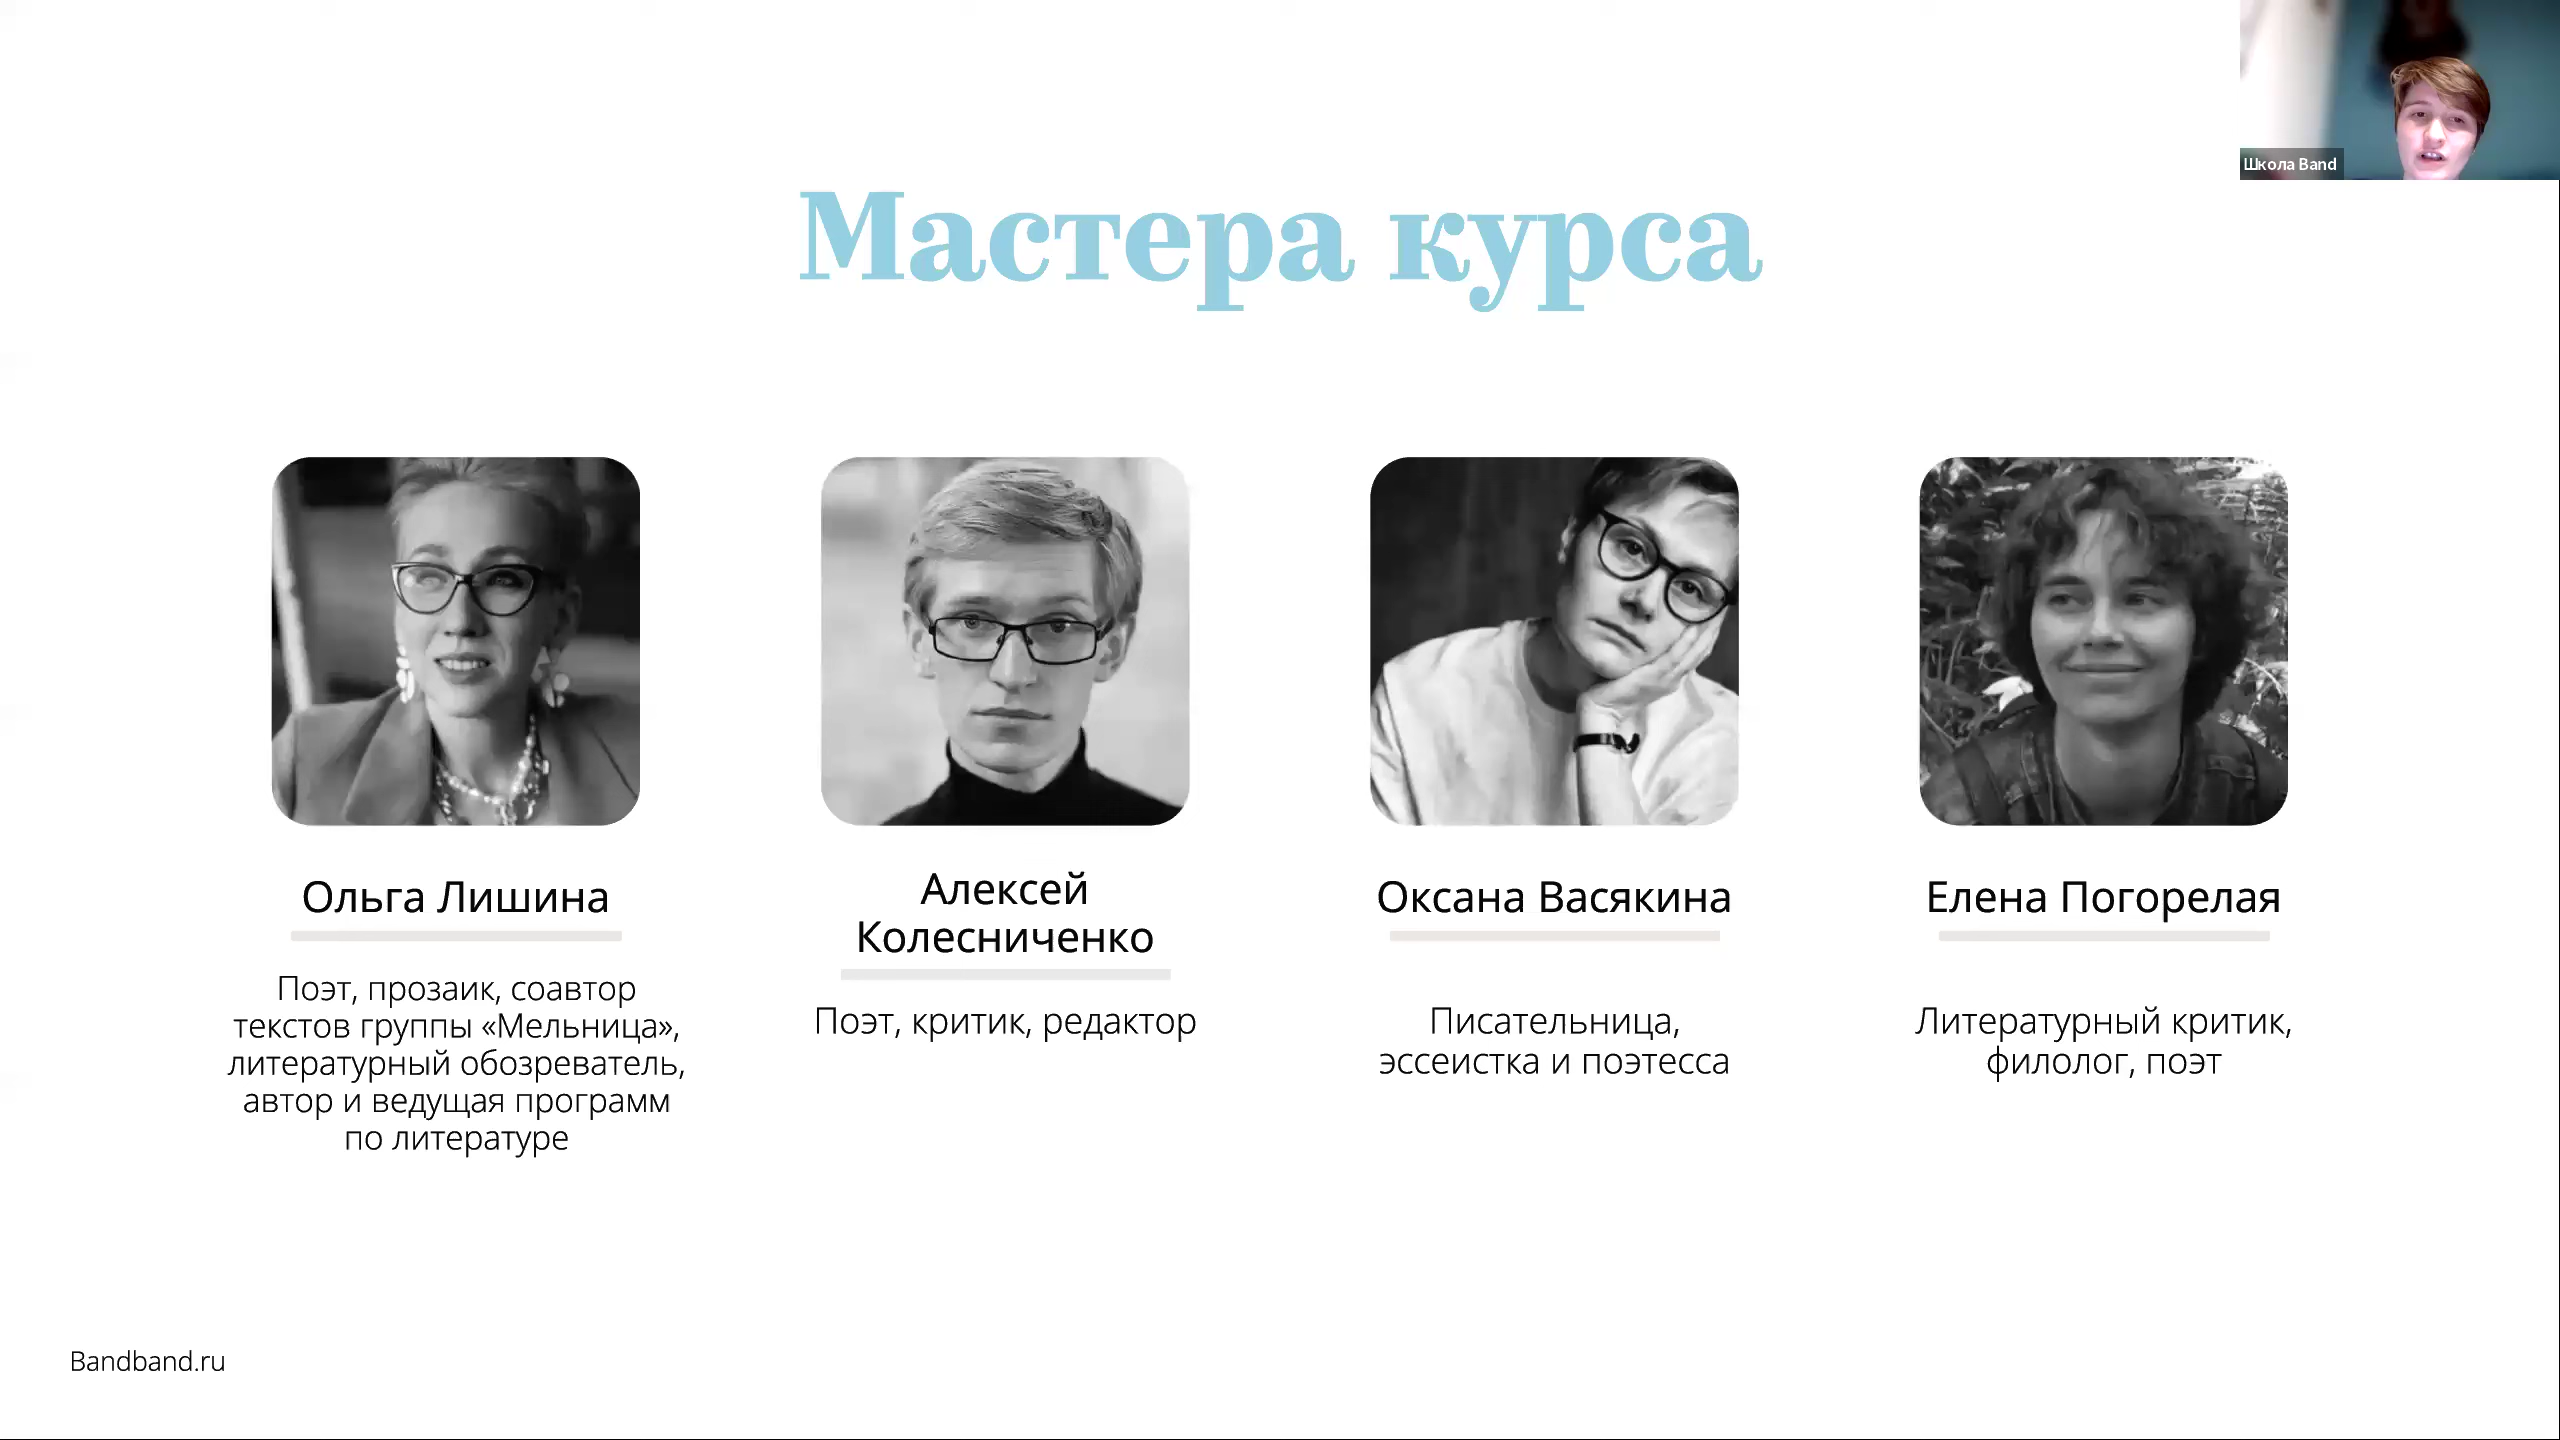 Школа Band
Мастера курса
Ольга Лишина
Поэт, прозаик, соавтор
текстов группы «Мельница»,
литературный обозреватель,
автор и ведущая программ
по литературе
Алексей
Колесниченко
Поэт, критик, редактор
Оксана Васякина
Писательница,
эссеистка и поэтесса
Елена Погорелая
Литературный критик,
филолог, поэт
Bandband.ru